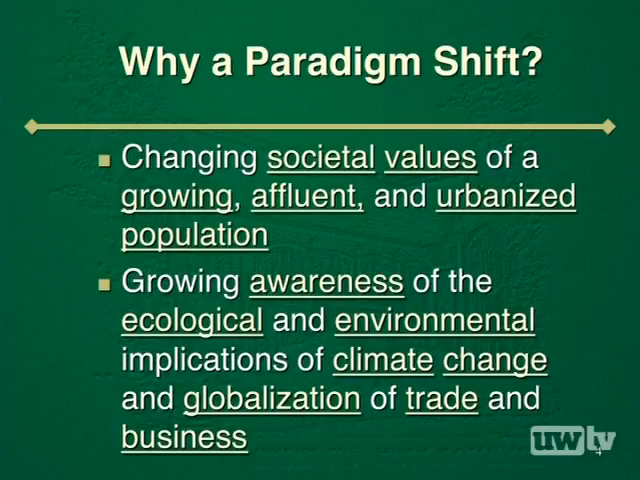 Why a Paradigm Shift?
Changing societal values of a
growing, affluent, and urbanized
population
Growing awareness of the
ecological and environmental
implications of climate change
and globalization of trade and
business
uwtv
4